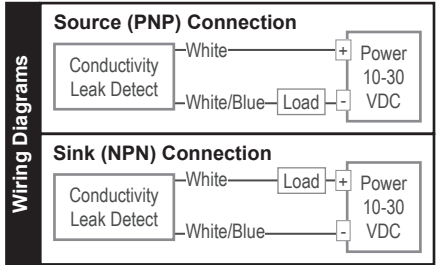 Wiring Diagrams
Source (PNP) Connection
Conductivity
Leak Detect
White
White/Blue
Load
+
-
Power
10-30
VDC
Sink (NPN) Connection
Conductivity
Leak Detect
White
Load
White/Blue
+
-
Power
10-30
VDC